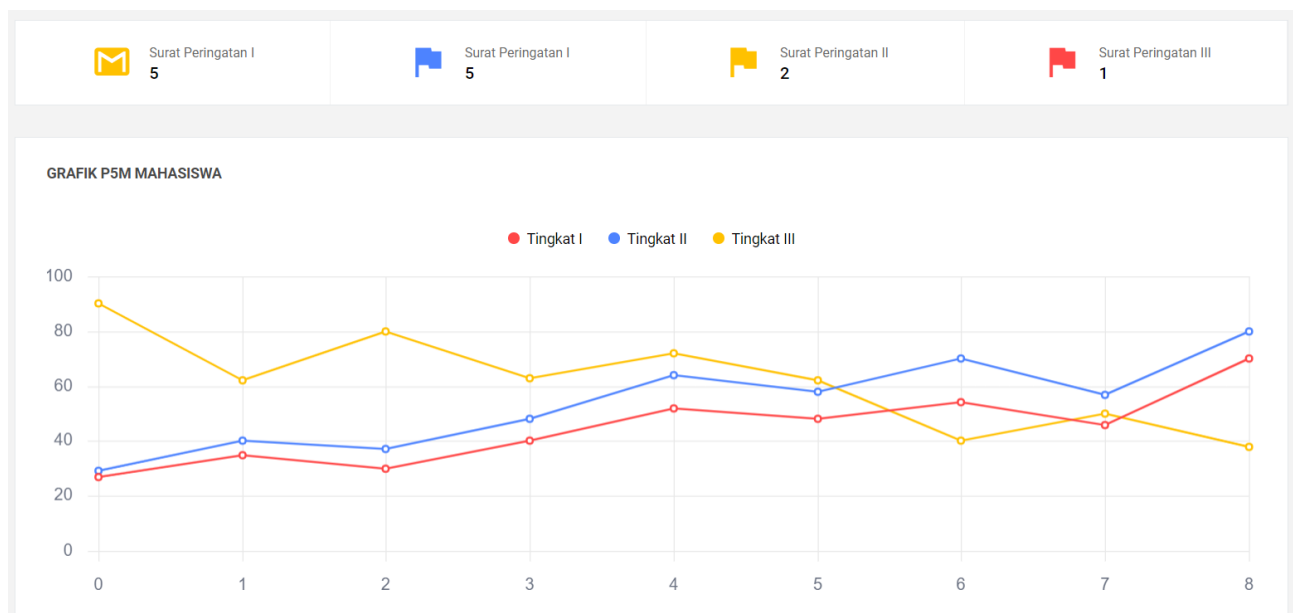 Surat Peringatan I
5
Surat Peringatan I
5
Surat Peringatan II
2
Surat Peringatan III
1
GRAFIK P5M MAHASISWA
Tingkat I Tingkat II Tingkat III
100
80
60
40
20
0
0 1 2 3 4 5 6 7 8